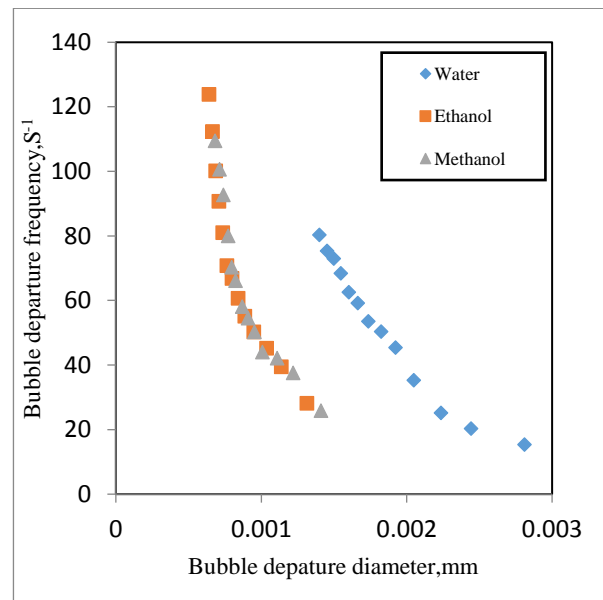 140
120
100
80
60
40
20
0
0
0.001
0.002
0.003
Bubble departure frequency,S-1
Bubble depature diameter,mm
Water
Ethanol
Methanol